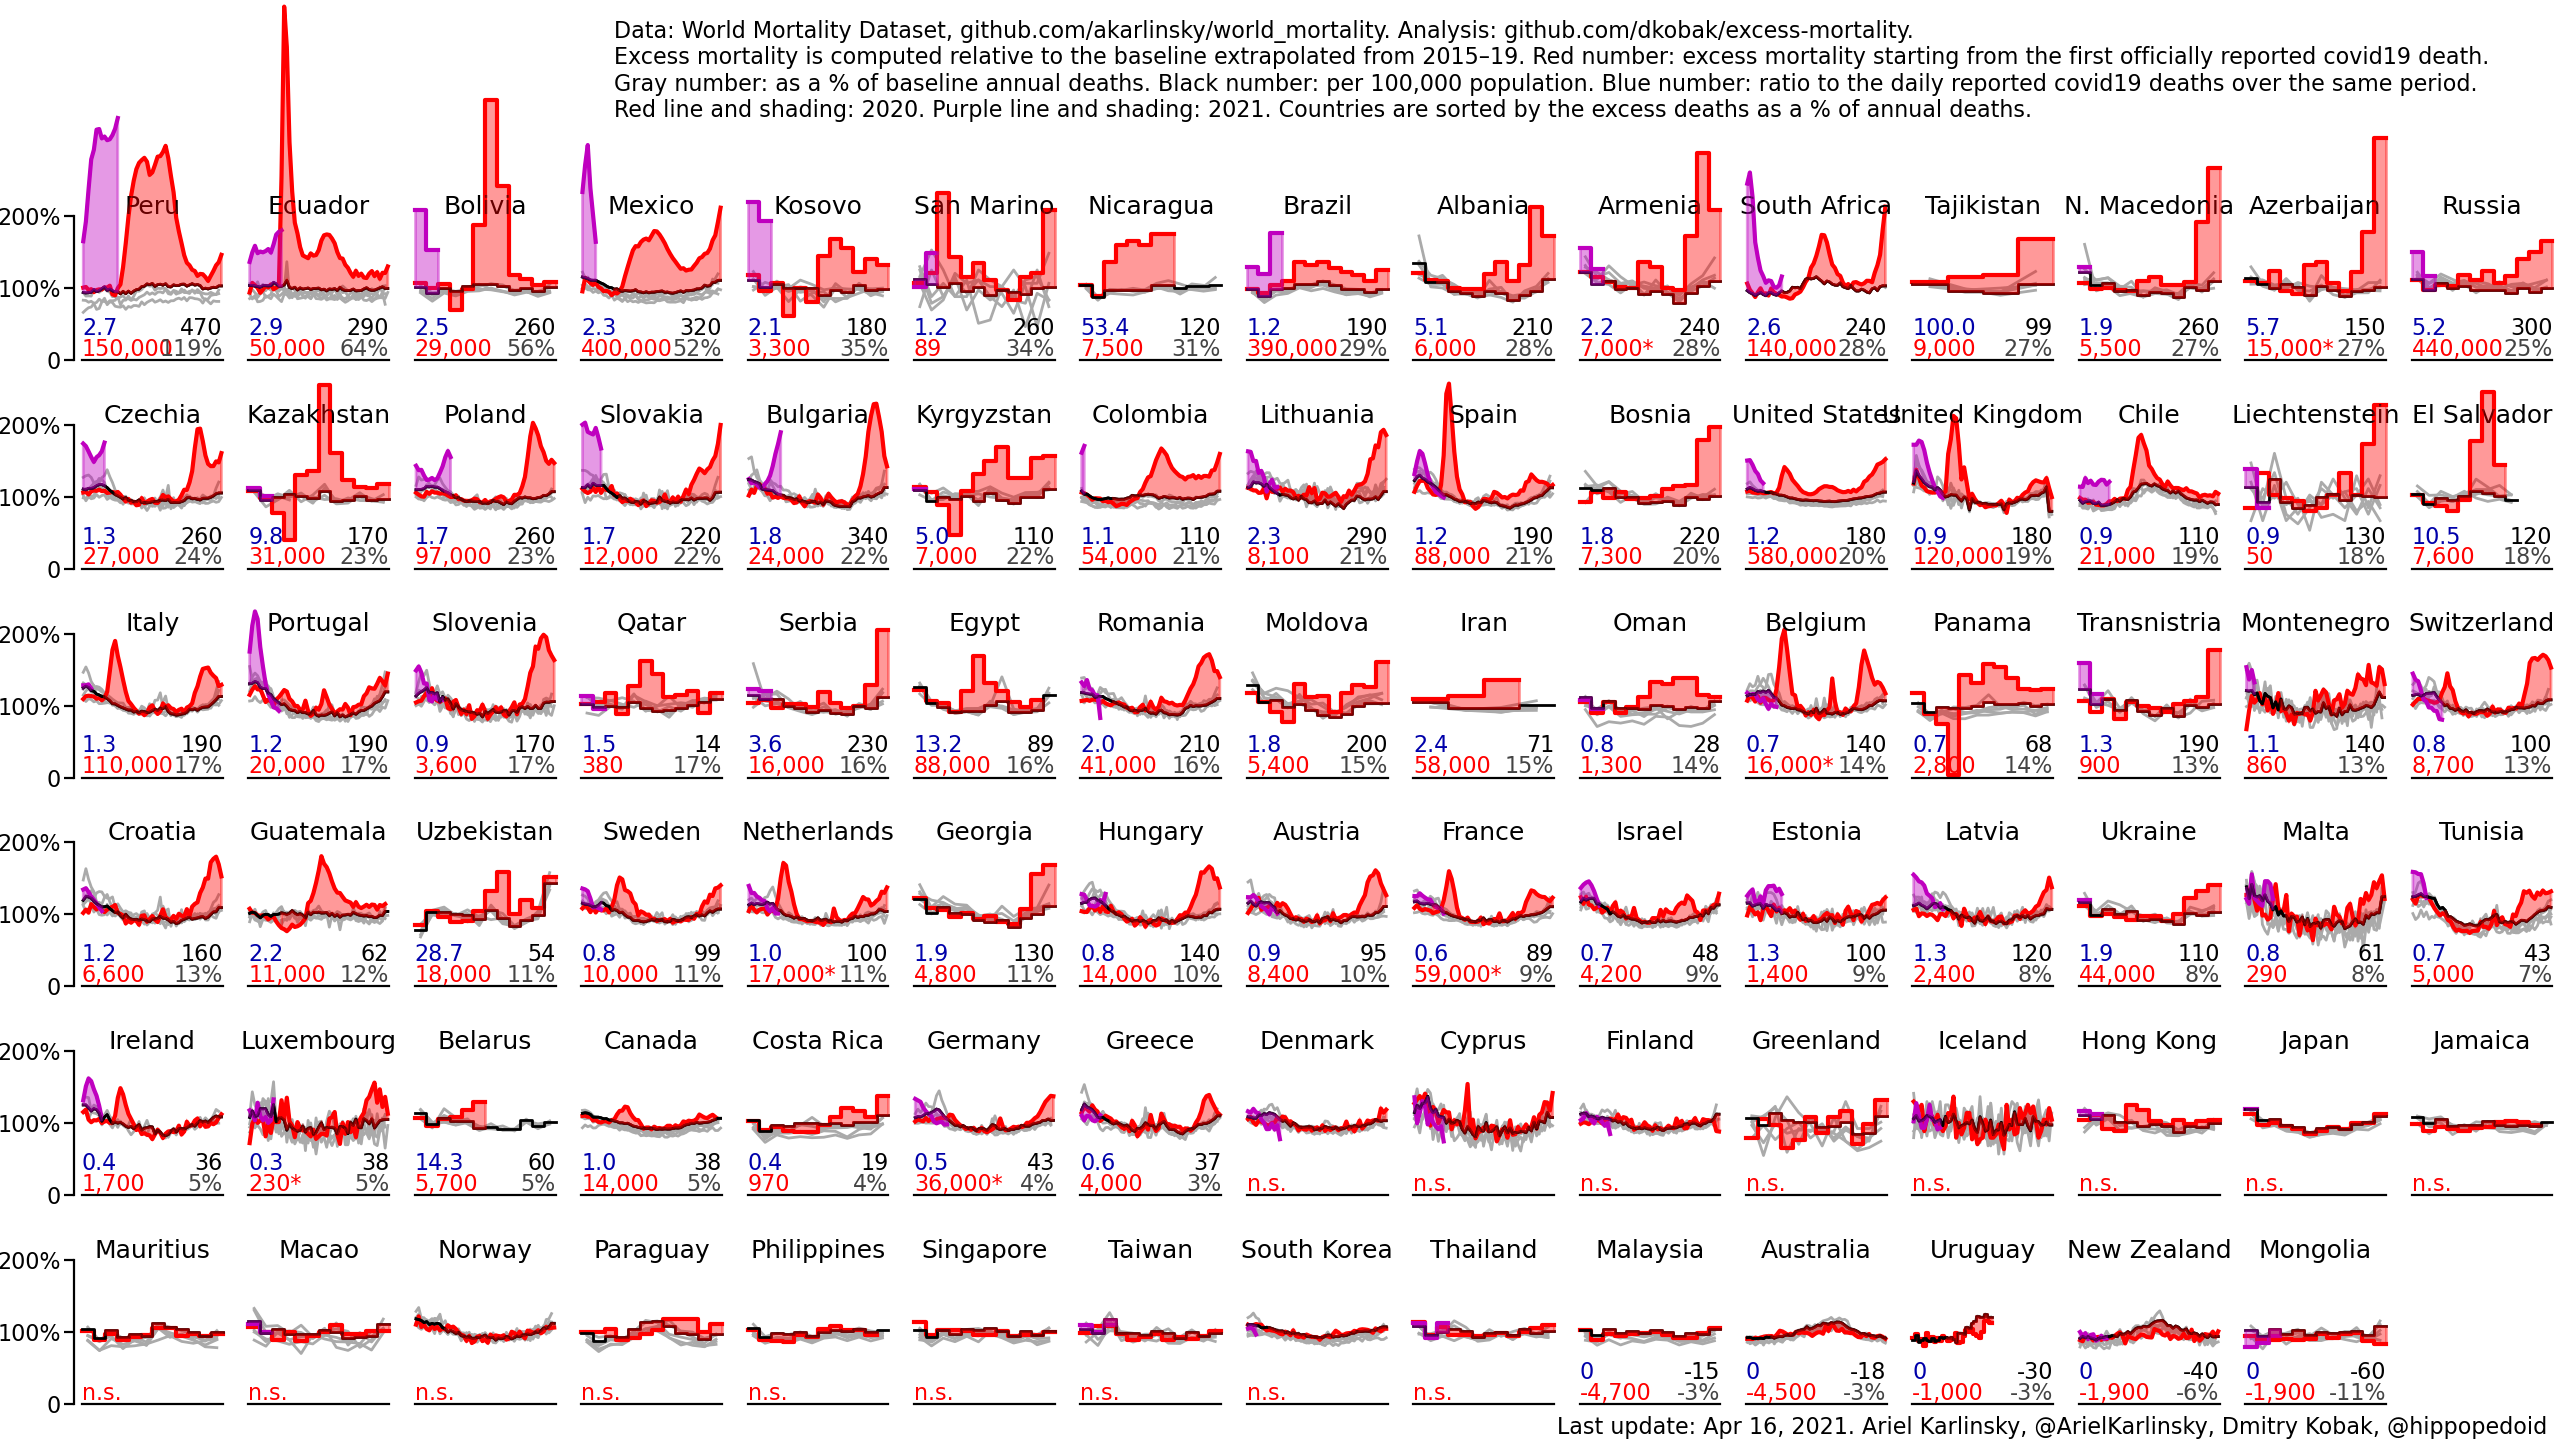 Data: World Mortality Dataset, github.com/akarlinsky/world_mortality. Analysis: github.com/dkobak/excess-mortality.
Excess mortality is computed relative to the baseline extrapolated from 2015–19. Red number: excess mortality starting from the first officially reported covid19 death.
Gray number: as a % of baseline annual deaths. Black number: per 100,000 population. Blue number: ratio to the daily reported covid19 deaths over the same period.
Red line and shading: 2020. Purple line and shading: 2021. Countries are sorted by the excess deaths as a % of annual deaths.
Peru Ecuador Bolivia Mexico Kosovo San Marino Nicaragua Brazil Albania Armenia South Africa Tajikistan N. Macedonia Azerbaijan Russia
200%
100%
2.7 470 2.9 290 2.5 260 2.3 320 2.1 180 1.2 260 53.4 120 1.2 190 5.1 210 2.2 240 2.6 240 100.0 99 1.9 260 5.7 150 5.2 300
150,000 119% 50,000 64% 29,000 56% 400,000 52% 3,300 35% 89 34% 7,500 31% 390,000 29% 6,000 28% 7,000* 28% 140,000 28% 9,000 27% 5,500 27% 15,000* 27% 440,000 25%
0
Czechia Kazakhstan Poland Slovakia Bulgaria Kyrgyzstan Colombia Lithuania Spain Bosnia United States United Kingdom Chile Liechtenstein El Salvador
200%
100%
1.3 260 9.8 170 1.7 260 1.7 220 1.8 340 5.0 110 1.1 110 2.3 290 1.2 190 1.8 220 1.2 180 0.9 180 0.9 110 0.9 130 10.5 120
27,000 24% 31,000 23% 97,000 23% 12,000 22% 24,000 22% 7,000 22% 54,000 21% 8,100 21% 88,000 21% 7,300 20% 580,000 20% 120,000 19% 21,000 19% 50 18% 7,600 18%
0
Italy Portugal Slovenia Qatar Serbia Egypt Romania Moldova Iran Oman Belgium Panama Transnistria Montenegro Switzerland
200%
100%
1.3 190 1.2 190 0.9 170 1.5 14 3.6 230 13.2 89 2.0 210 1.8 200 2.4 71 0.8 28 0.7 140 0.7 68 1.3 190 1.1 140 0.8 100
110,000 17% 20,000 17% 3,600 17% 380 17% 16,000 16% 88,000 16% 41,000 16% 5,400 15% 58,000 15% 1,300 14% 16,000* 14% 2,800 14% 900 13% 860 13% 8,700 13%
0
Croatia Guatemala Uzbekistan Sweden Netherlands Georgia Hungary Austria France Israel Estonia Latvia Ukraine Malta Tunisia
200%
100%
1.2 160 2.2 62 28.7 54 0.8 99 1.0 100 1.9 130 0.8 140 0.9 95 0.6 89 0.7 48 1.3 100 1.3 120 1.9 110 0.8 61 0.7 43
6,600 13% 11,000 12% 18,000 11% 10,000 11% 17,000* 11% 4,800 11% 14,000 10% 8,400 10% 59,000* 9% 4,200 9% 1,400 9% 2,400 8% 44,000 8% 290 8% 5,000 7%
0
Ireland Luxembourg Belarus Canada Costa Rica Germany Greece Denmark Cyprus Finland Greenland Iceland Hong Kong Japan Jamaica
200%
100%
0.4 36 0.3 38 14.3 60 1.0 38 0.4 19 0.5 43 0.6 37
1,700 5% 230* 5% 5,700 5% 14,000 5% 970 4% 36,000* 4% 4,000 3% n.s. n.s. n.s. n.s. n.s. n.s. n.s. n.s.
0
Mauritius Macao Norway Paraguay Philippines Singapore Taiwan South Korea Thailand Malaysia Australia Uruguay New Zealand Mongolia
200%
100%
0 -15 0 -18 0 -30 0 -40 0 -60
n.s. n.s. n.s. n.s. n.s. n.s. n.s. n.s. n.s. -4,700 -3% -4,500 -3% -1,000 -3% -1,900 -6% -1,900 -11%
0
Last update: Apr 16, 2021. Ariel Karlinsky, @ArielKarlinsky, Dmitry Kobak, @hippopedoid